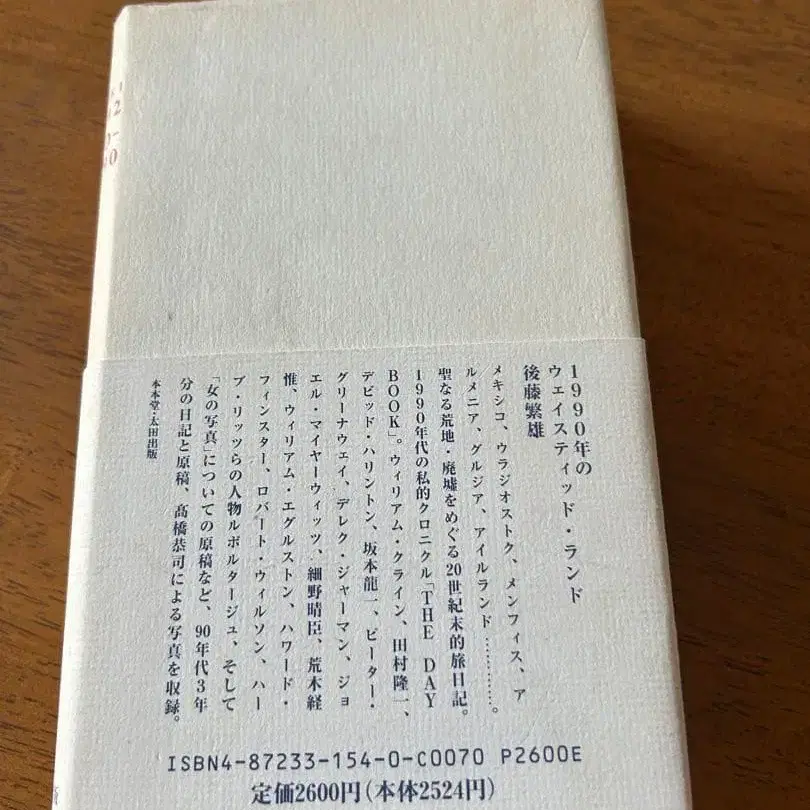 1990年の
ウェイスティッド・ランド
後藤繁雄
メキシコ、ウラジオストク、メンフィス、ア
ルメニア、グルジア、アイルランド…………。
聖なる荒地・廃墟をめぐる20世紀末的旅日記。
1990年代の私的クロニクル「THE DAY
BOOK」。ウィリアム・クライン、田村隆一、
デビッド・ハリントン、坂本龍一、ピーター・
グリーナウェイ、デレク・ジャーマン、ジョ
エル・マイヤーウィッツ、細野晴臣、荒木経
惟、ウィリアム・エグルストン、ハワード・
フィンスター、ロバート・ウィルソン、ハー
ブ・リッツらの人物ルポルタージュ、そして
「女の写真」についての原稿など、90年代3年
分の日記と原稿、高橋恭司による写真を収録。
本本堂・太田出版
ISBN4-87233-154-0-C0070 P2600E
定価2600円(本体2524円)